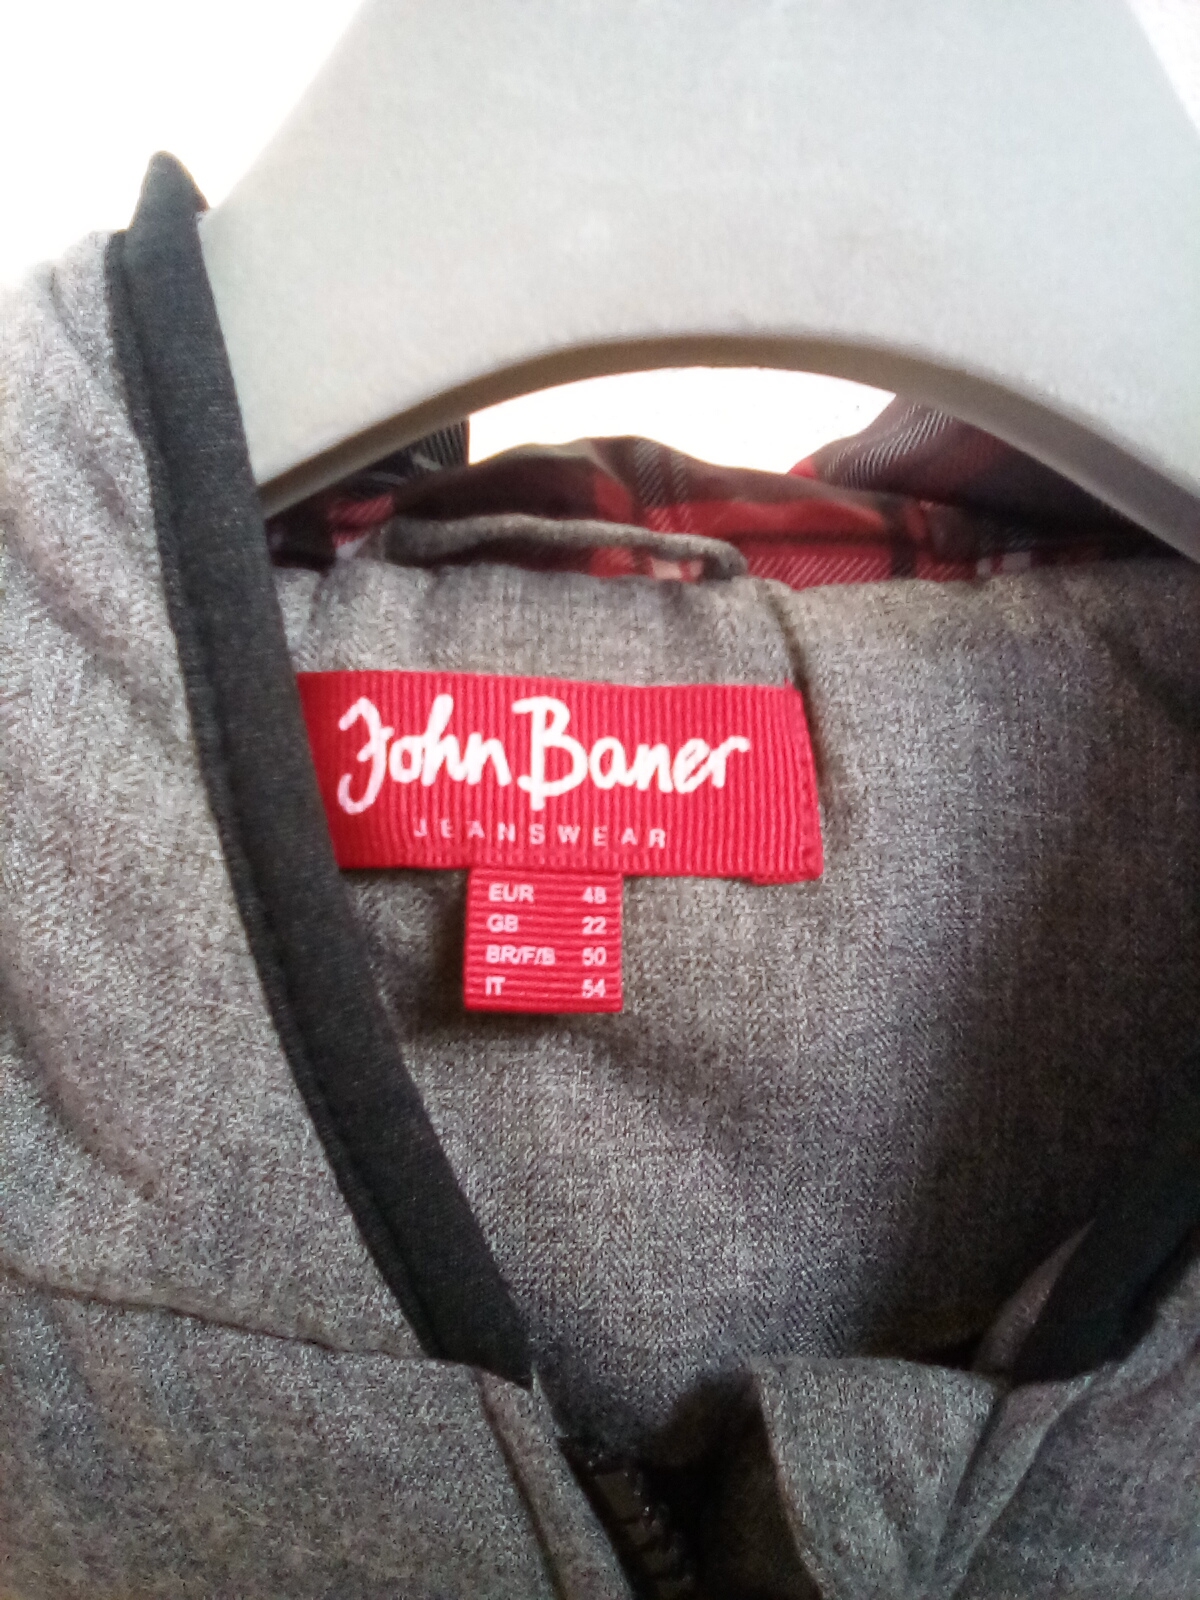 John Baner
JEANSWEAR
EUR 48
GB 22
BR/F/B 50
IT 54